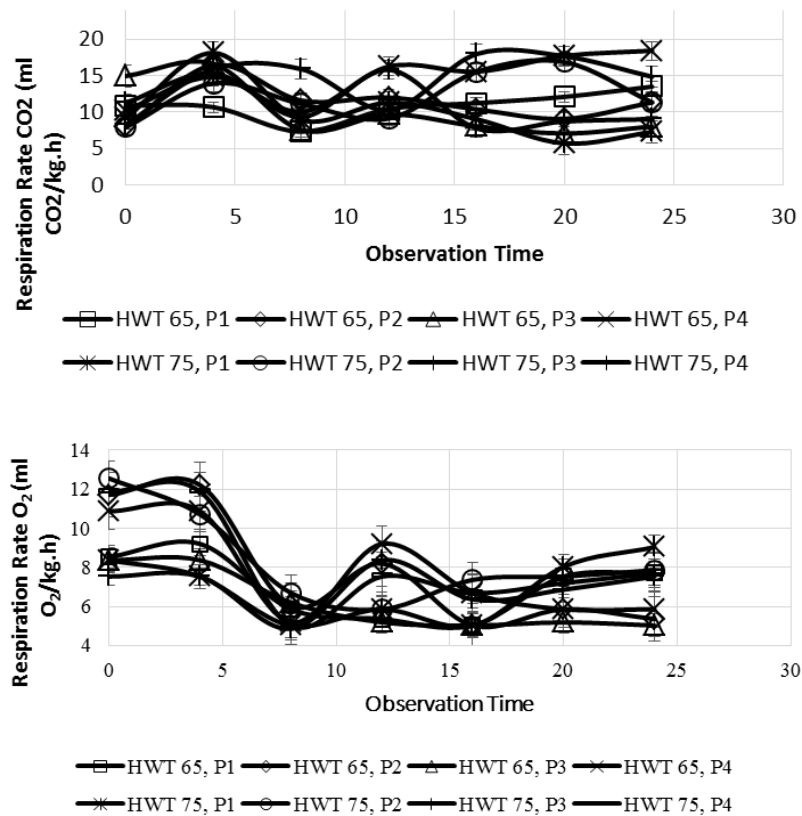 Respiration Rate CO2 (ml
CO2/kg.h)
20
15
10
5
0
0 5 10 15 20 25 30
Observation Time
HWT 65, P1 HWT 65, P2 HWT 65, P3 HWT 65, P4
HWT 75, P1 HWT 75, P2 HWT 75, P3 HWT 75, P4
Respiration Rate O₂ (ml
O₂/kg.h)
14
12
10
8
6
4
0 5 10 15 20 25 30
Observation Time
HWT 65, P1 HWT 65, P2 HWT 65, P3 HWT 65, P4
HWT 75, P1 HWT 75, P2 HWT 75, P3 HWT 75, P4